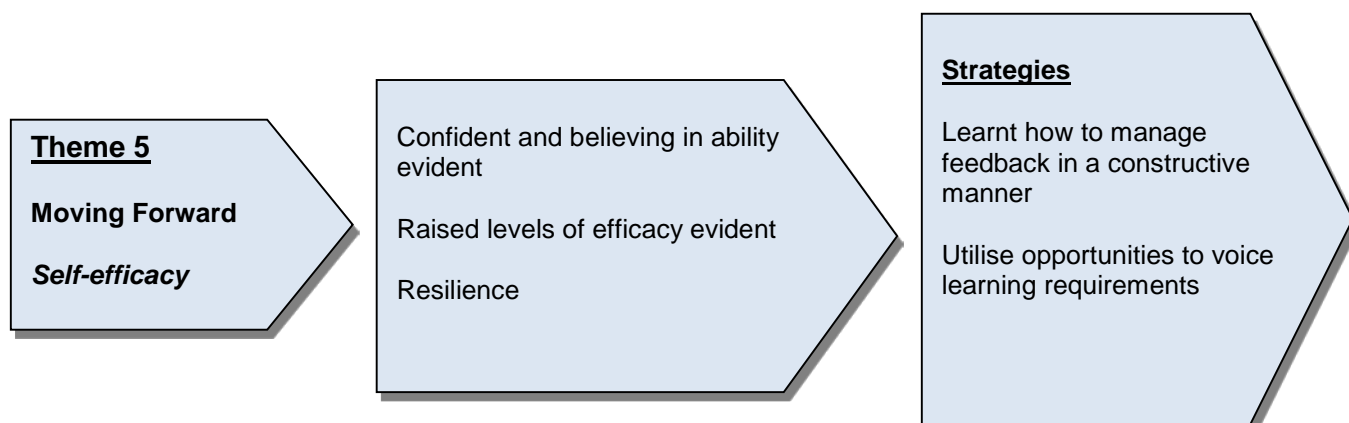 Theme 5
Moving Forward
Self-efficacy
Confident and believing in ability
evident
Raised levels of efficacy evident
Resilience
Strategies
Learnt how to manage
feedback in a constructive
manner
Utilise opportunities to voice
learning requirements